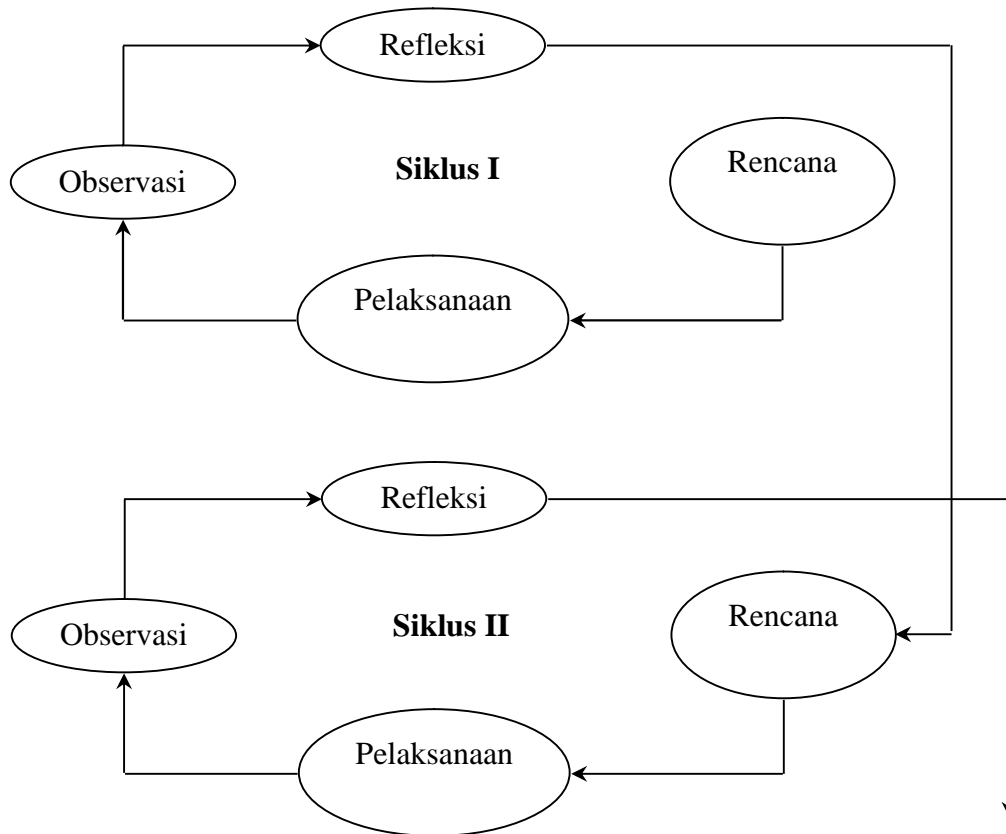 Refleksi
Siklus I
Rencana
Observasi
Pelaksanaan
Refleksi
Siklus II
Rencana
Observasi
Pelaksanaan